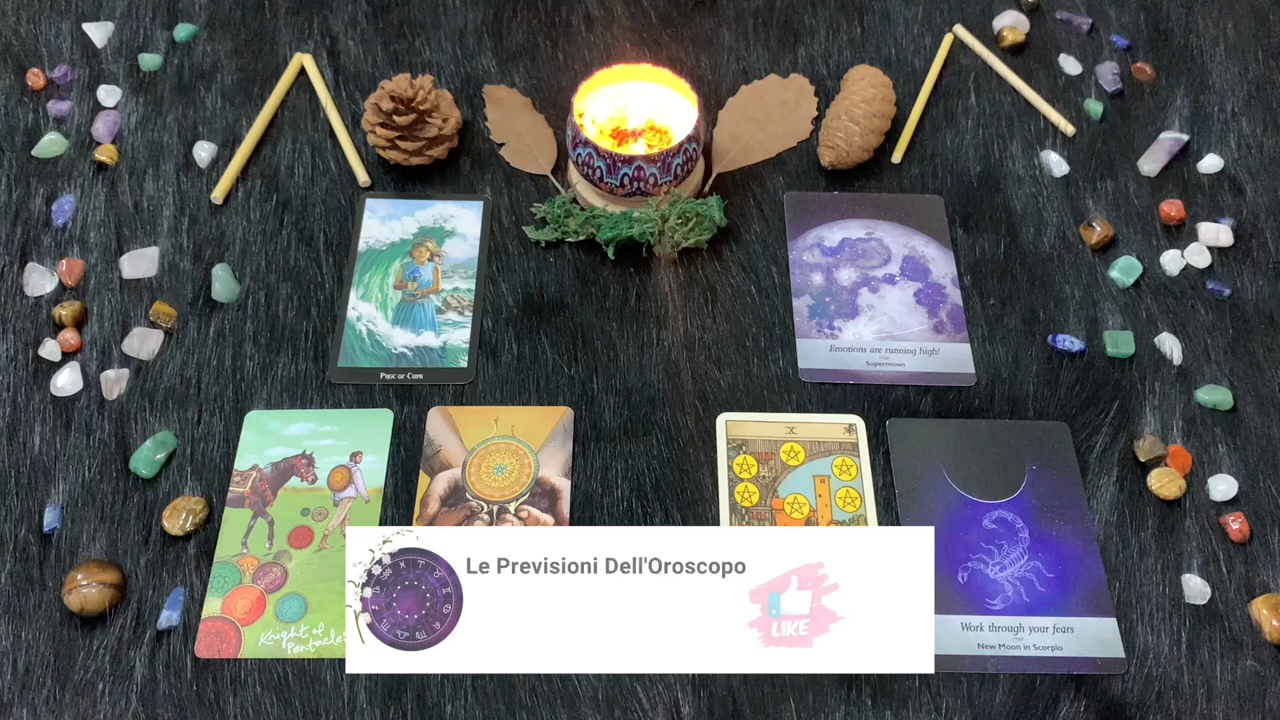 Page of Cups
Emotions are running high!
Supermoon
X
Knight of
Pentacles
Le Previsioni Dell'Oroscopo
LIKE
Work through your fears
New Moon in Scorpio